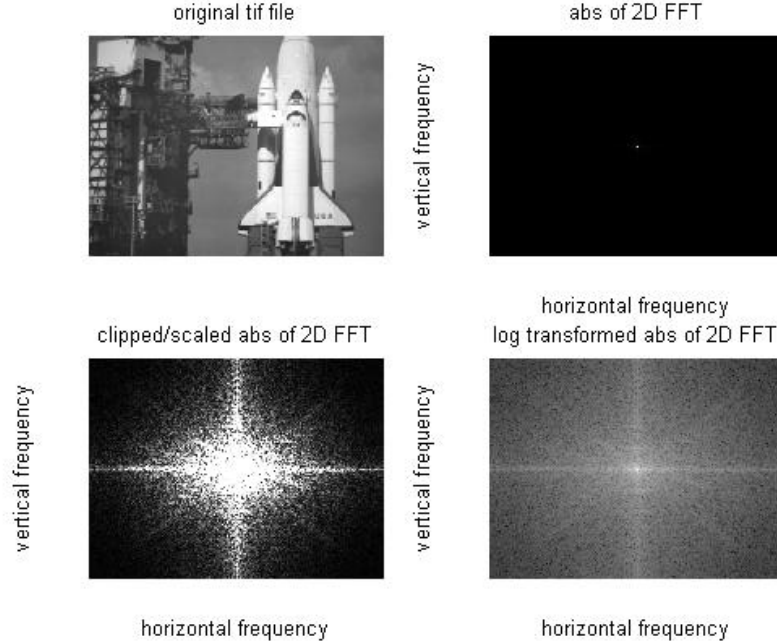 original tif file
abs of 2D FFT
vertical frequency
USA
horizontal frequency
clipped/scaled abs of 2D FFT
log transformed abs of 2D FFT
vertical frequency
vertical frequency
horizontal frequency
horizontal frequency